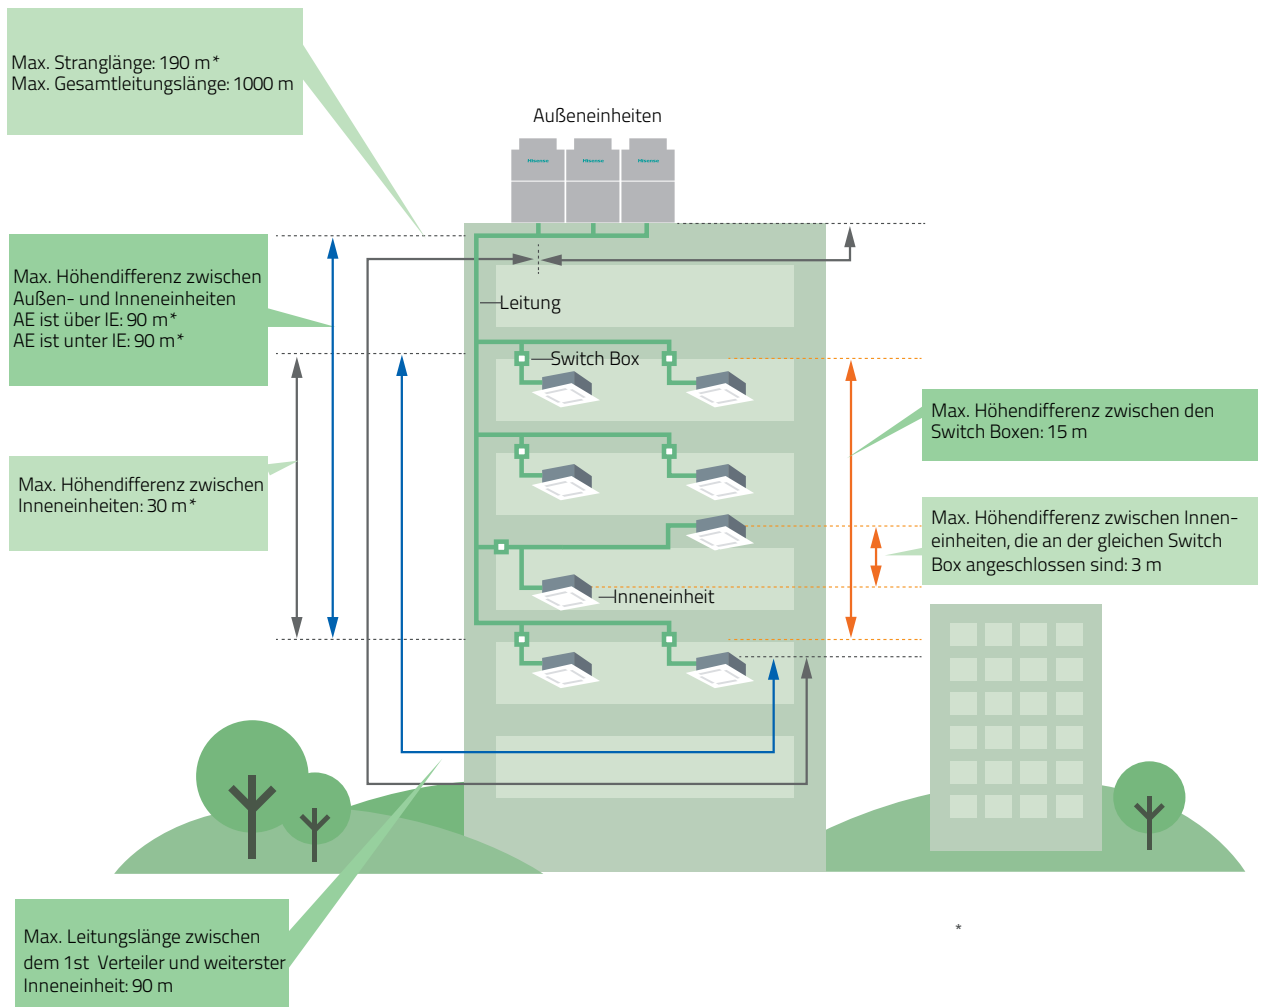 Max. Stranglänge: 190 m*
Max. Gesamtleitungslänge: 1000 m
Außeneinheiten
Hisense
Hisense
Hisense
Max. Höhendifferenz zwischen
Außen- und Inneneinheiten
AE ist über IE: 90 m*
AE ist unter IE: 90 m*
Leitung
Switch Box
Max. Höhendifferenz zwischen den
Switch Boxen: 15 m
Max. Höhendifferenz zwischen
Inneneinheiten: 30 m*
Max. Höhendifferenz zwischen Innen-
einheiten, die an der gleichen Switch
Box angeschlossen sind: 3 m
Inneneinheit
Max. Leitungslänge zwischen
dem 1st Verteiler und weiterster
Inneneinheit: 90 m
*